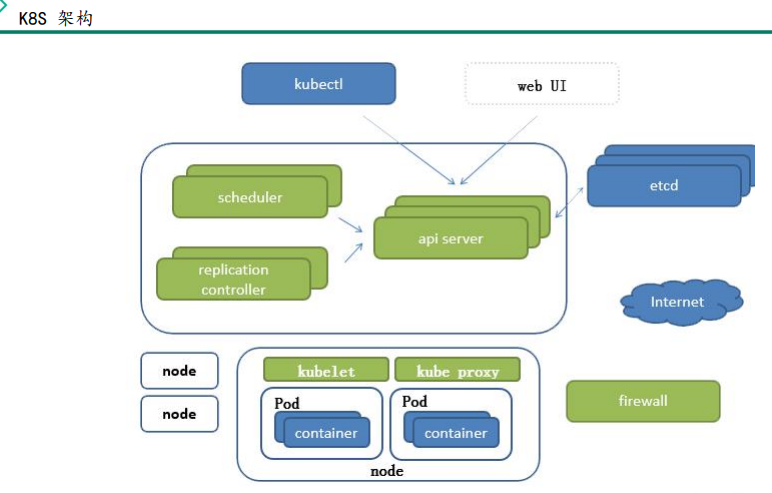 K8S 架构
kubectl
web UI
scheduler
api server
etcd
replication
controller
Internet
node
node
kubelet
kube proxy
Pod
container
Pod
container
node
firewall